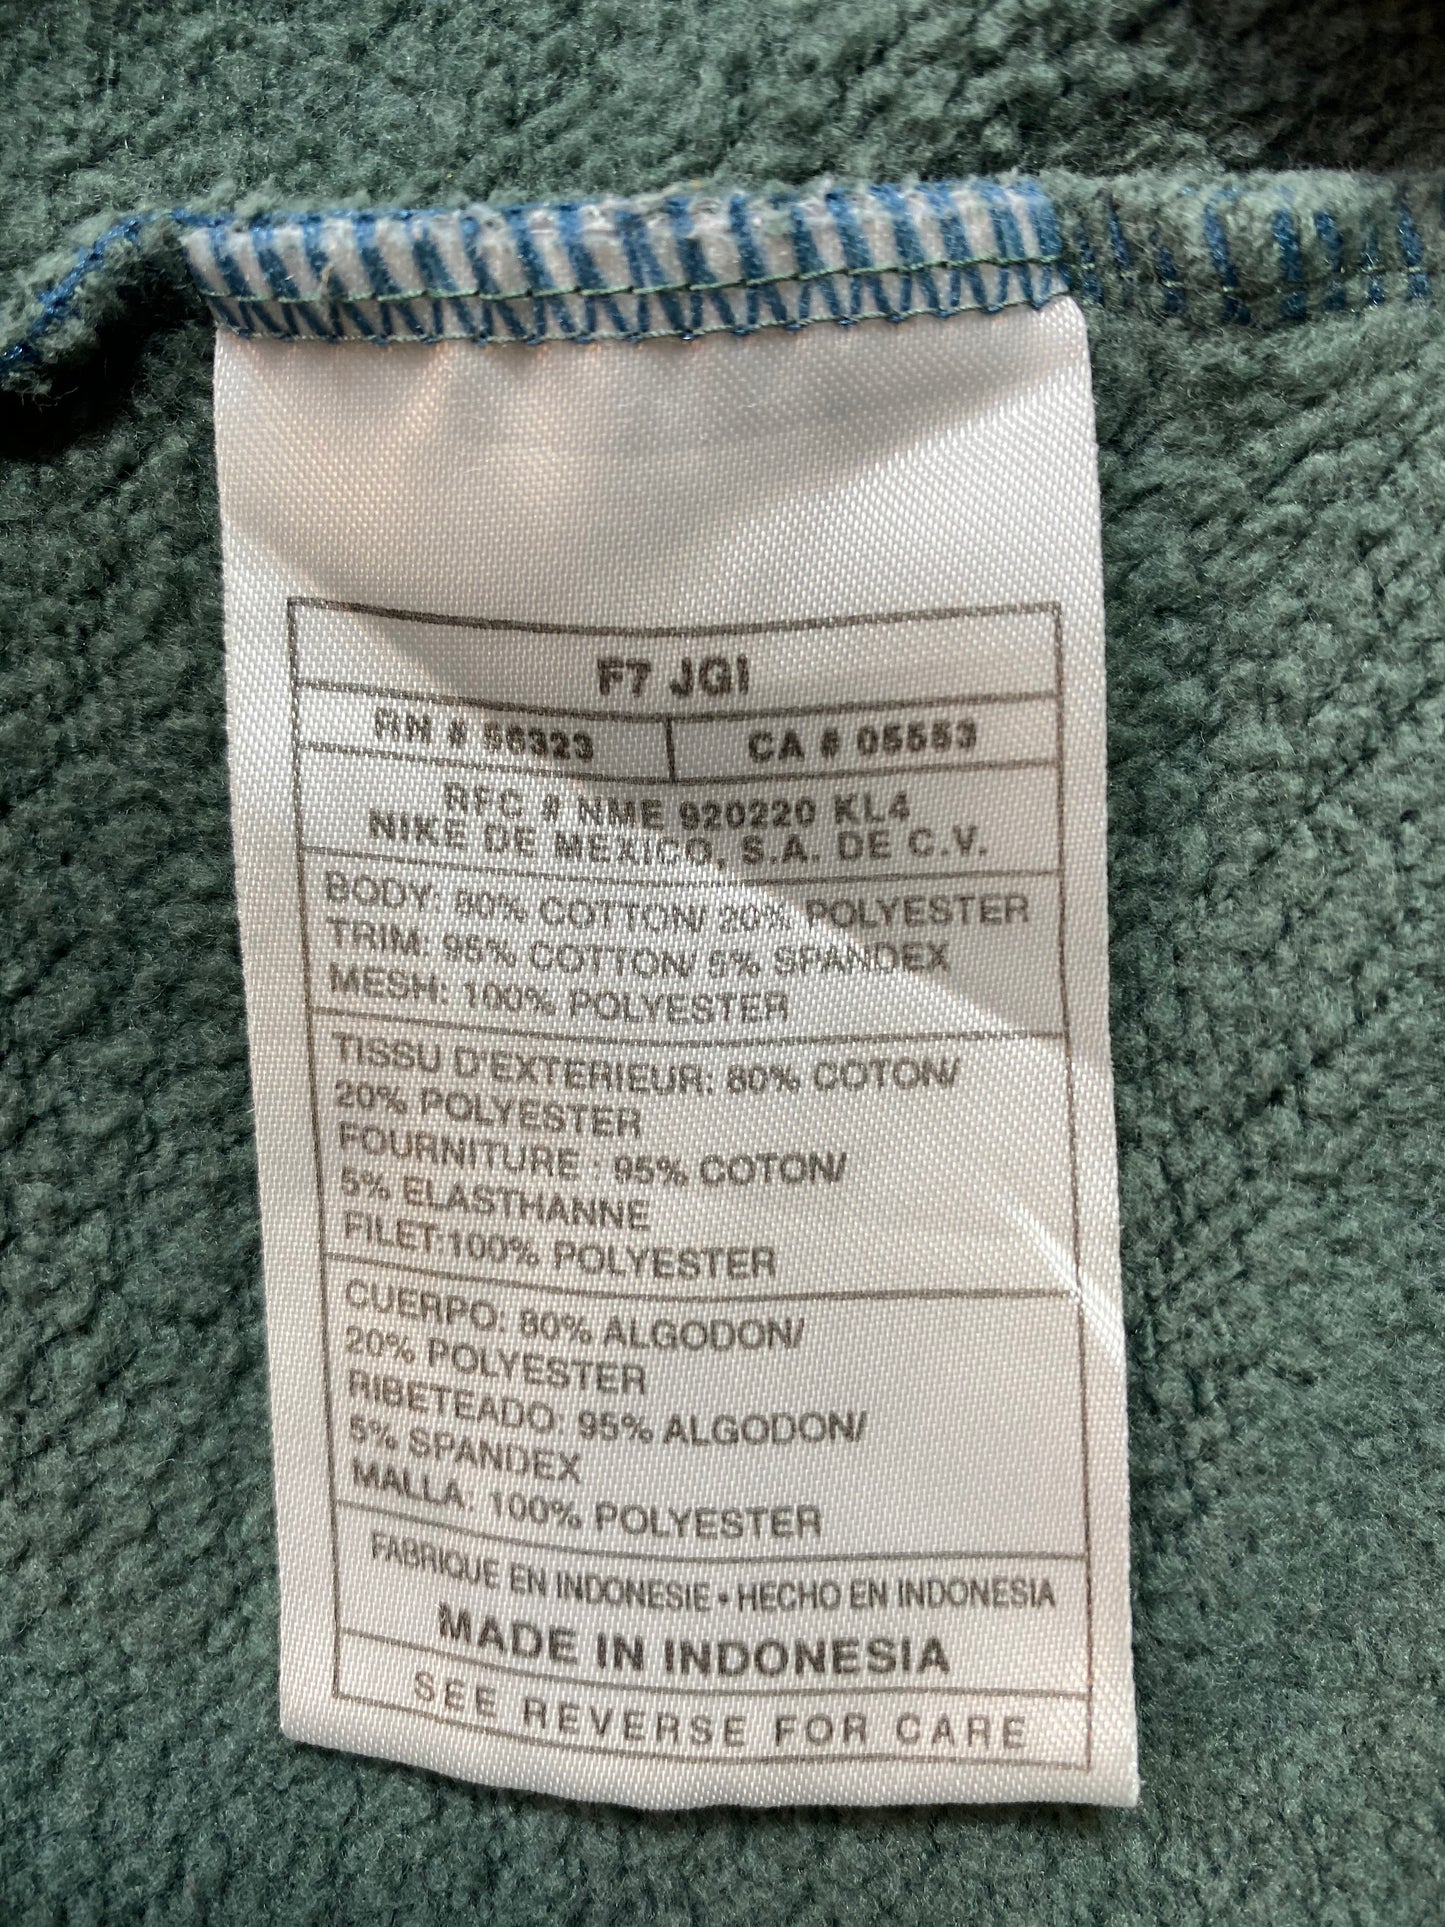 F7 JGI
RN # 56323 CA # 05553
RFC # NME 920220 KL4
NIKE DE MEXICO, S.A. DE C.V.
BODY: 80% COTTON/ 20% POLYESTER
TRIM: 95% COTTON/ 5% SPANDEX
MESH: 100% POLYESTER
TISSU D'EXTERIEUR: 80% COTON/
20% POLYESTER
FOURNITURE : 95% COTON/
5% ELASTHANNE
FILET:100% POLYESTER
CUERPO: 80% ALGODON/
20% POLYESTER
RIBETEADO: 95% ALGODON/
5% SPANDEX
MALLA: 100% POLYESTER
FABRIQUE EN INDONESIE • HECHO EN INDONESIA
MADE IN INDONESIA
SEE REVERSE FOR CARE